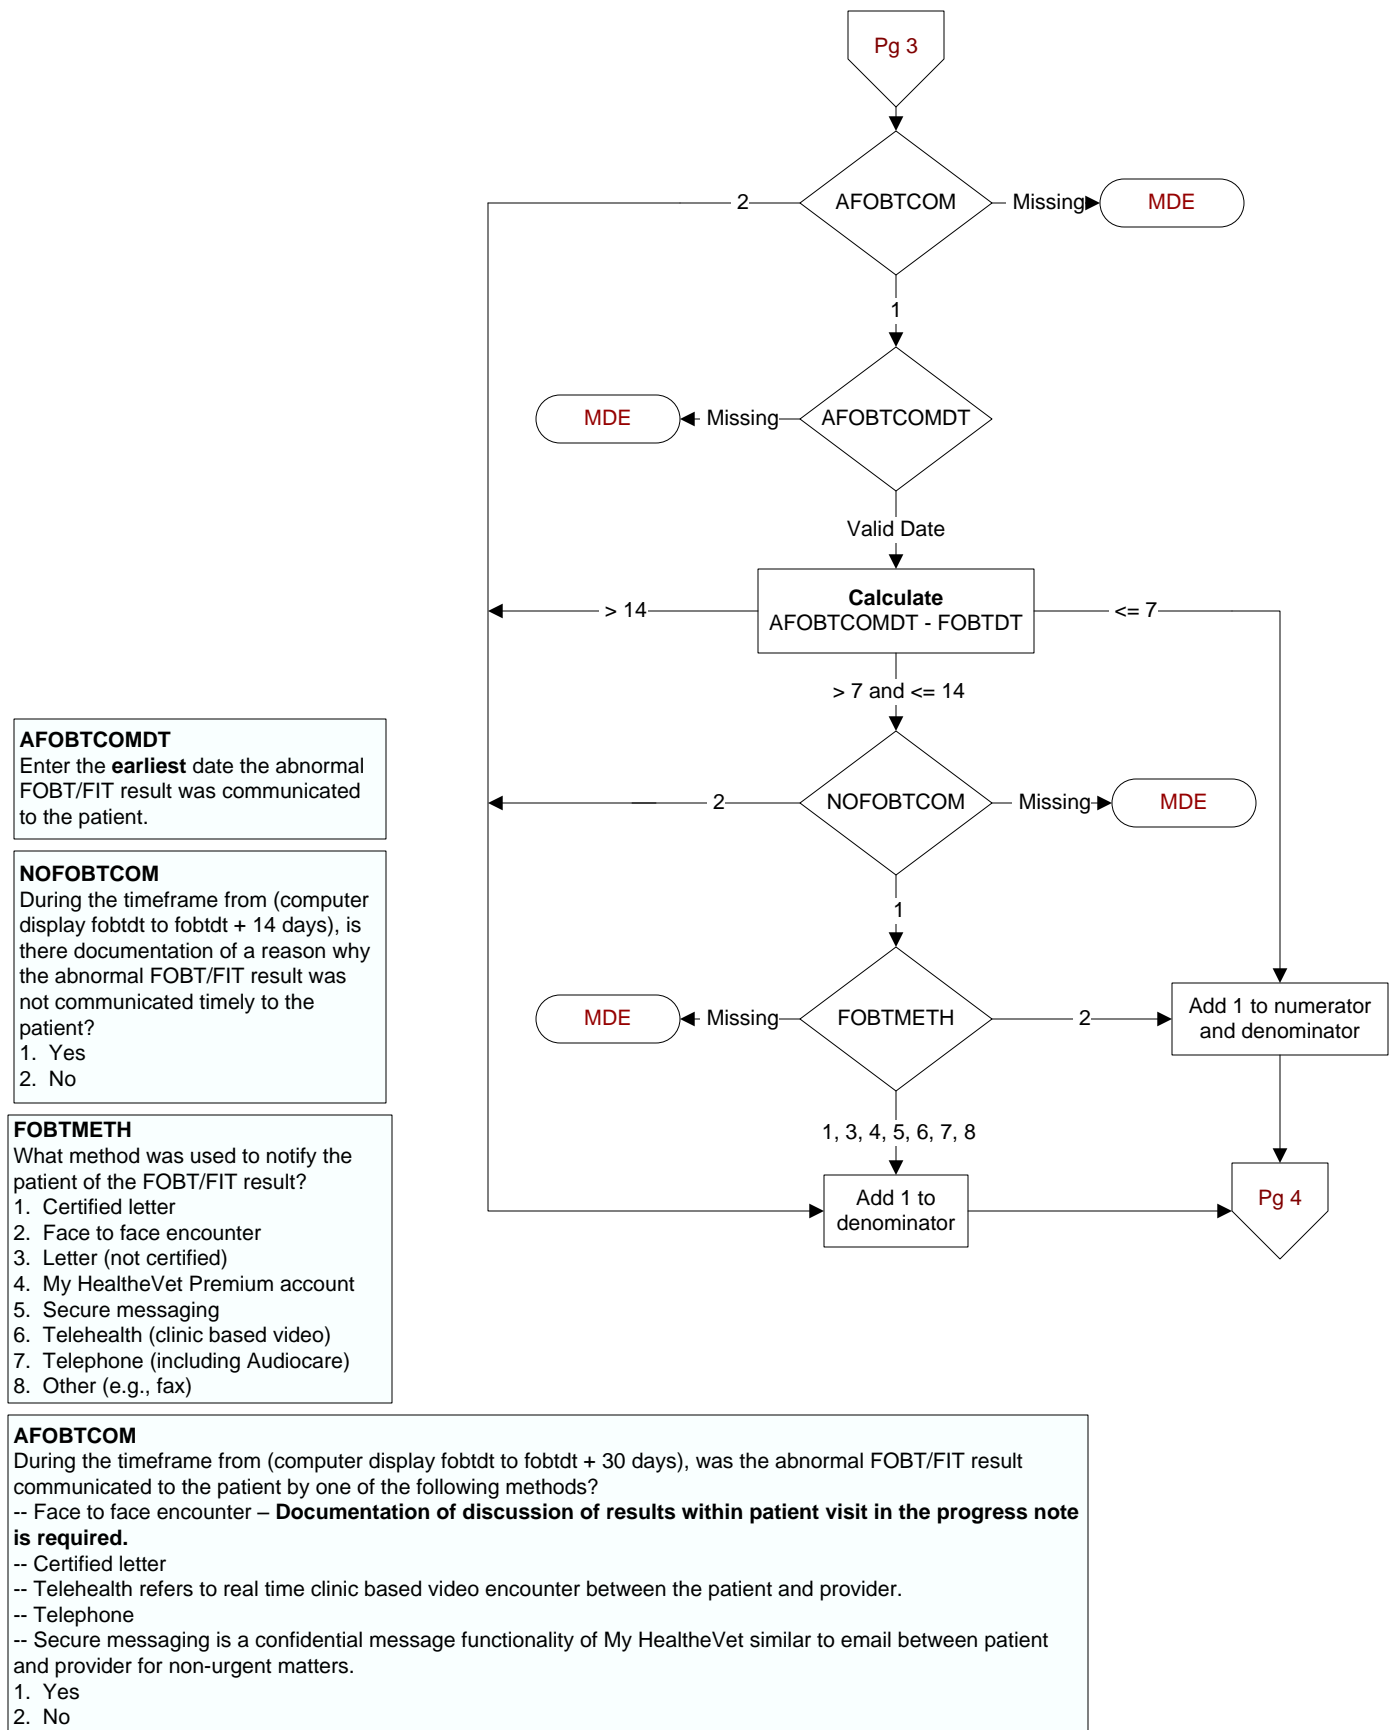 Pg 3
AFOBTCOM
2
Missing
MDE
1
AFOBTCOMDT
Missing
MDE
Valid Date
Calculate
AFOBTCOMDT - FOBTDT
> 14
<= 7
> 7 and <= 14
NOFOBTCOM
2
Missing
MDE
1
FOBTMETH
Missing
MDE
2
Add 1 to numerator
and denominator
1, 3, 4, 5, 6, 7, 8
Add 1 to
denominator
Pg 4
AFOBTCOMDT
Enter the earliest date the abnormal
FOBT/FIT result was communicated
to the patient.
NOFOBTCOM
During the timeframe from (computer
display fobtdt to fobtdt + 14 days), is
there documentation of a reason why
the abnormal FOBT/FIT result was
not communicated timely to the
patient?
1. Yes
2. No
FOBTMETH
What method was used to notify the
patient of the FOBT/FIT result?
1. Certified letter
2. Face to face encounter
3. Letter (not certified)
4. My HealtheVet Premium account
5. Secure messaging
6. Telehealth (clinic based video)
7. Telephone (including Audiocare)
8. Other (e.g., fax)
AFOBTCOM
During the timeframe from (computer display fobtdt to fobtdt + 30 days), was the abnormal FOBT/FIT result
communicated to the patient by one of the following methods?
-- Face to face encounter – Documentation of discussion of results within patient visit in the progress note
is required.
-- Certified letter
-- Telehealth refers to real time clinic based video encounter between the patient and provider.
-- Telephone
-- Secure messaging is a confidential message functionality of My HealtheVet similar to email between patient
and provider for non-urgent matters.
1. Yes
2. No